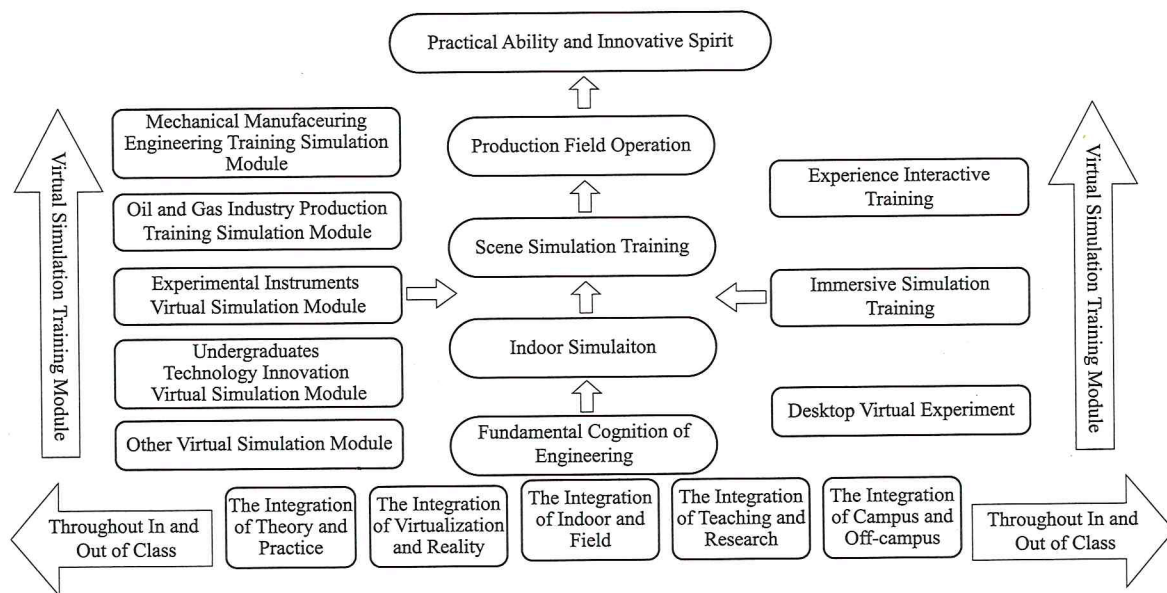 Practical Ability and Innovative Spirit
Virtual Simulation Training Module
Mechanical Manufaceuring
Engineering Training Simulation
Module
Oil and Gas Industry Production
Training Simulation Module
Experimental Instruments
Virtual Simulation Module
Undergraduates
Technology Innovation
Virtual Simulation Module
Other Virtual Simulation Module
Production Field Operation
Scene Simulation Training
Indoor Simulaiton
Fundamental Cognition of
Engineering
Experience Interactive
Training
Immersive Simulation
Training
Desktop Virtual Experiment
Virtual Simulation Training Module
Throughout In and
Out of Class
The Integration
of Theory and
Practice
The Integration
of Virtualization
and Reality
The Integration
of Indoor and
Field
The Integration
of Teaching and
Research
The Integration
of Campus and
Off-campus
Throughout In and
Out of Class